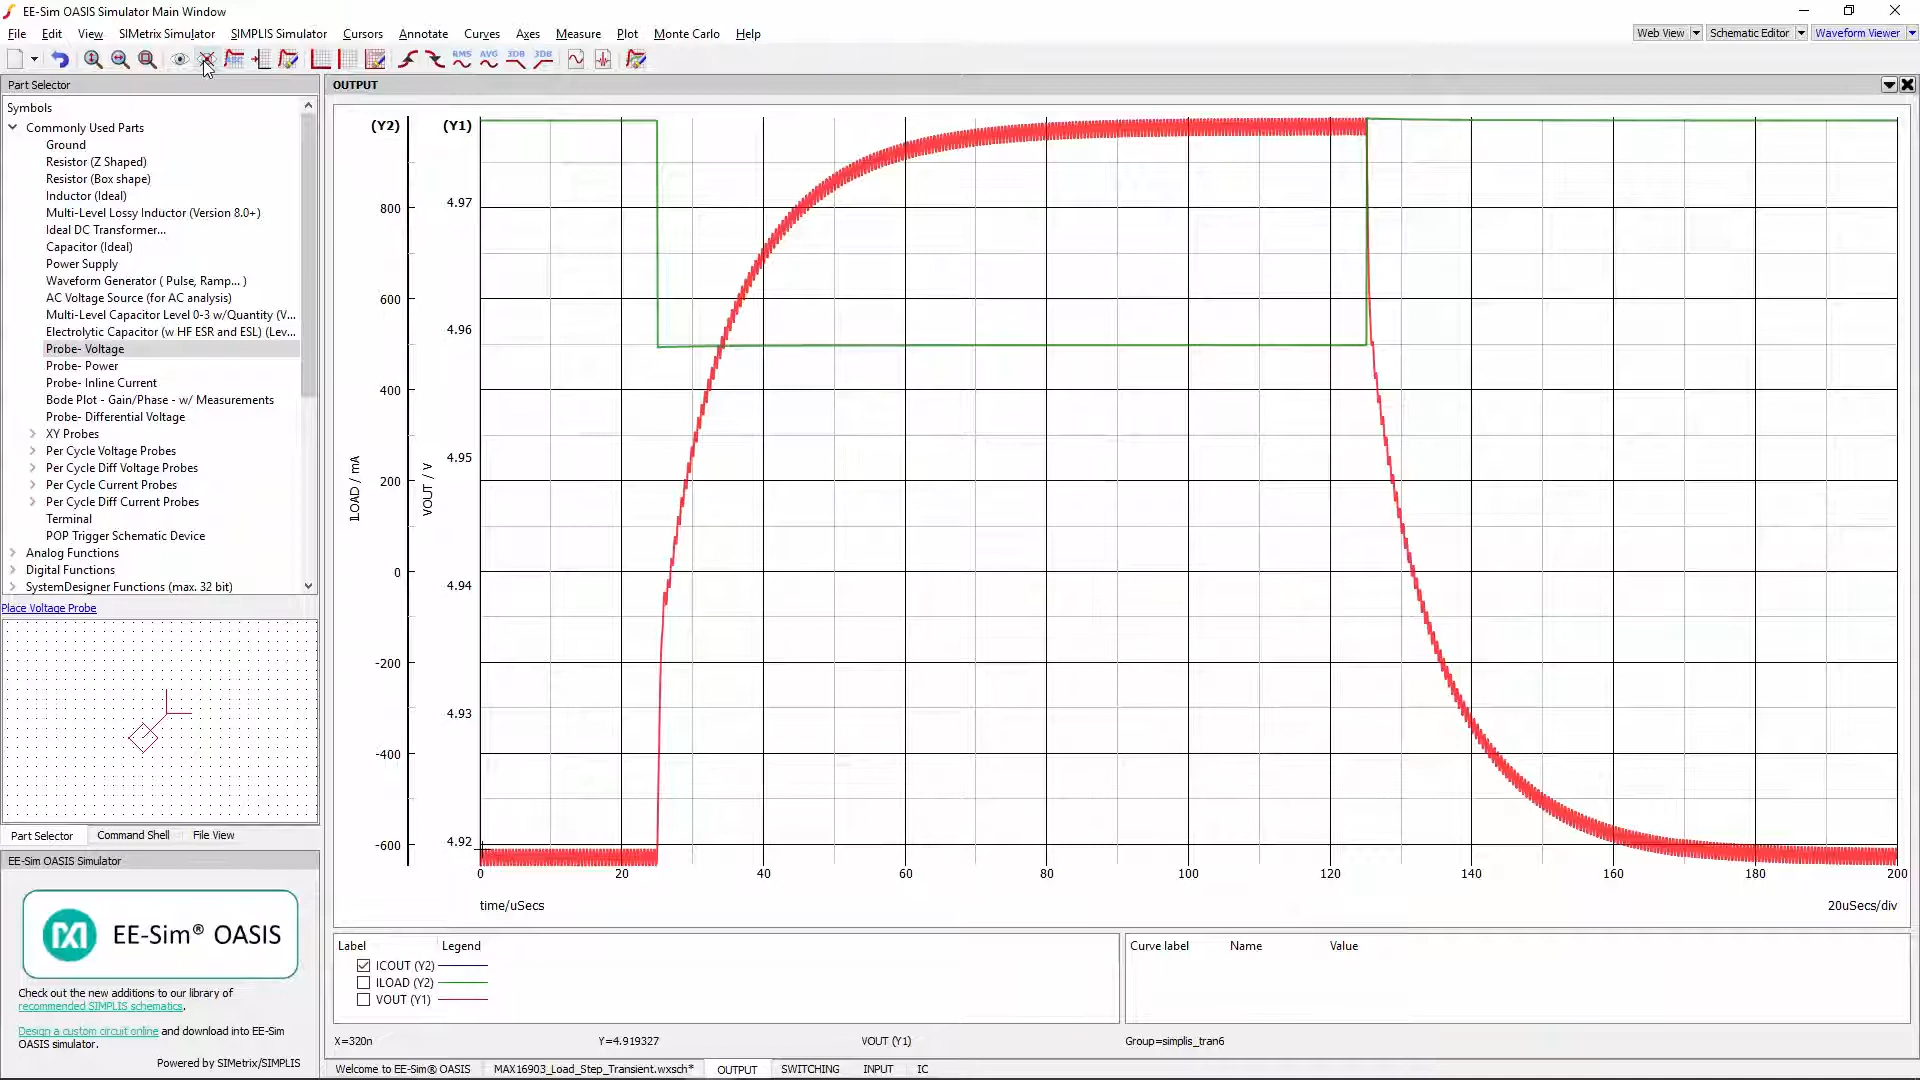 EE-Sim OASIS Simulator Main Window
File Edit View SIMetrix Simulator SIMPLIS Simulator Cursors Annotate Curves Axes Measure Plot Monte Carlo Help
Web View Schematic Editor Waveform Viewer
RMS AVG 3DB 3DB
Part Selector
Symbols
Commonly Used Parts
Ground
Resistor (Z Shaped)
Resistor (Box shape)
Inductor (Ideal)
Multi-Level Lossy Inductor (Version 8.0+)
Ideal DC Transformer...
Capacitor (Ideal)
Power Supply
Waveform Generator ( Pulse, Ramp... )
AC Voltage Source (for AC analysis)
Multi-Level Capacitor Level 0-3 w/Quantity (V...
Electrolytic Capacitor (w HF ESR and ESL) (Lev...
Probe- Voltage
Probe- Power
Probe- Inline Current
Bode Plot - Gain/Phase - w/ Measurements
Probe- Differential Voltage
XY Probes
Per Cycle Voltage Probes
Per Cycle Diff Voltage Probes
Per Cycle Current Probes
Per Cycle Diff Current Probes
Terminal
POP Trigger Schematic Device
Analog Functions
Digital Functions
SystemDesigner Functions (max. 32 bit)
Place Voltage Probe
Part Selector Command Shell File View
EE-Sim OASIS Simulator
EE-Sim® OASIS
Check out the new additions to our library of
recommended SIMPLIS schematics.
Design a custom circuit online and download into EE-Sim
OASIS simulator.
Powered by SIMetrix/SIMPLIS
OUTPUT
(Y2) (Y1)
800
600
400
200
0
-200
-400
-600
ILOAD / mA
4.97
4.96
4.95
4.94
4.93
4.92
VOUT / V
0 20 40 60 80 100 120 140 160 180 200
time/uSecs 20uSecs/div
Label Legend
ICOUT (Y2)
ILOAD (Y2)
VOUT (Y1)
Curve label Name Value
X=320n Y=4.919327 VOUT (Y1) Group=simplis_tran6
Welcome to EE-Sim® OASIS MAX16903_Load_Step_Transient.wxsch* OUTPUT SWITCHING INPUT IC